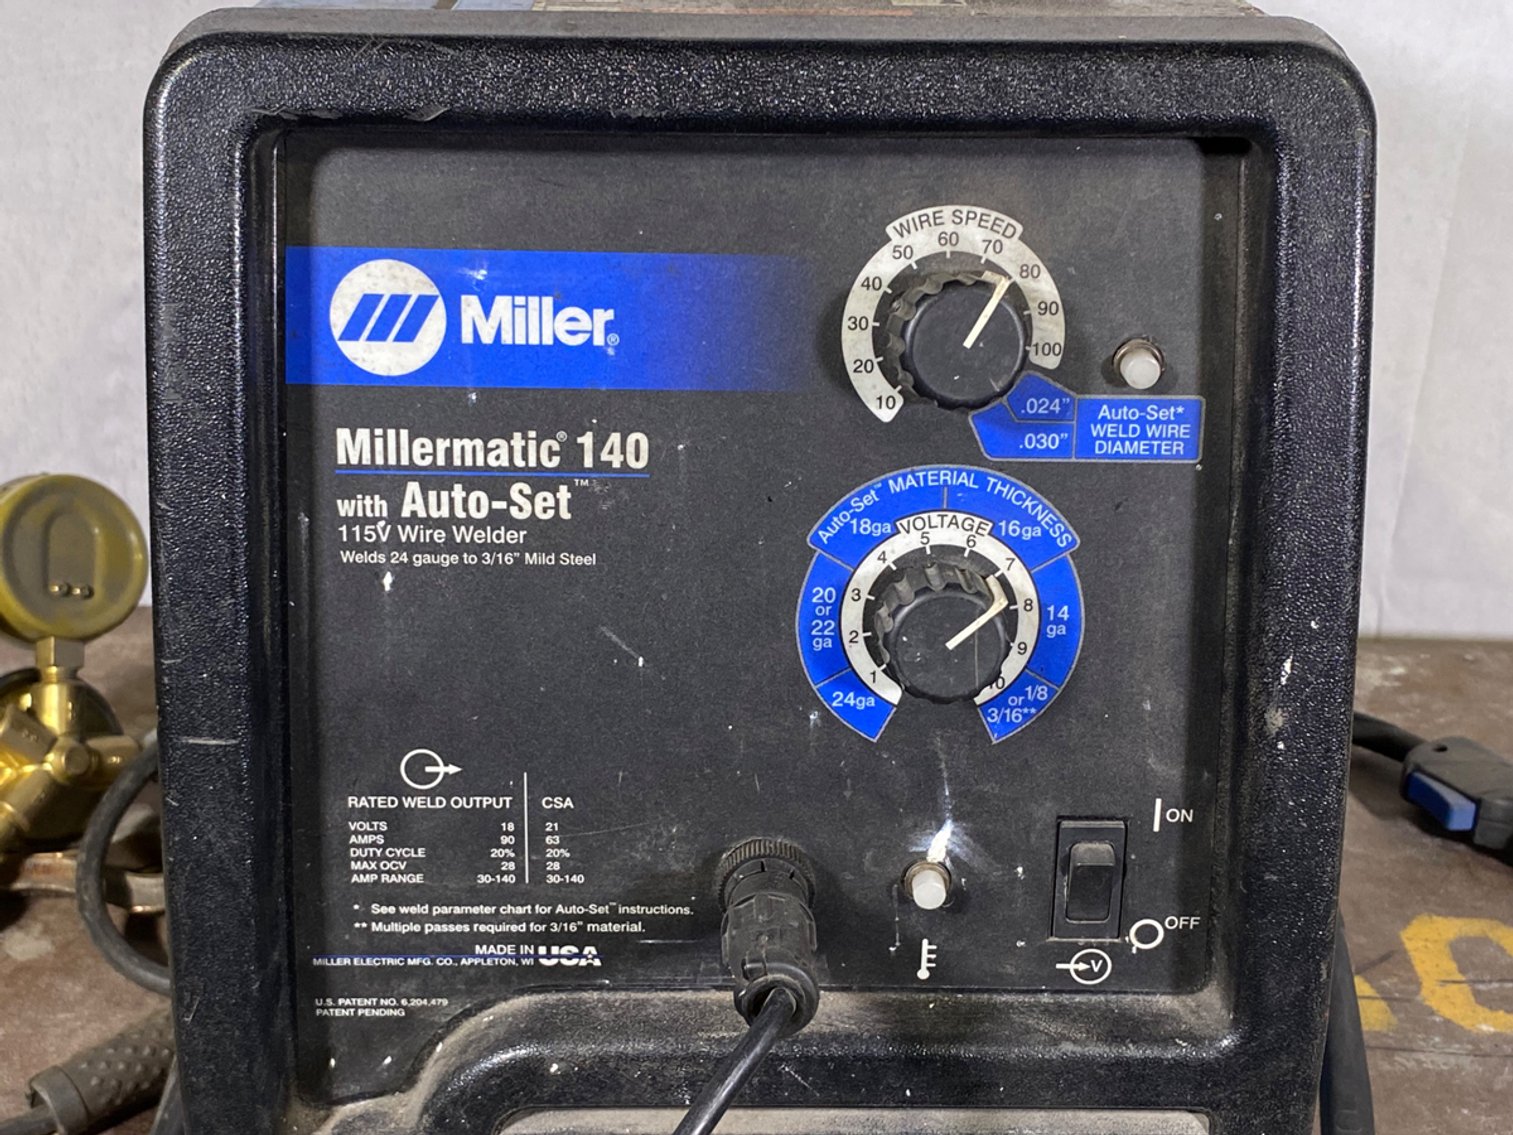 Miller®
Millermatic® 140
with Auto-Set™
115V Wire Welder
Welds 24 gauge to 3/16" Mild Steel
WIRE SPEED
10 20 30 40 50 60 70 80 90 100
.024"
.030"
Auto-Set*
WELD WIRE
DIAMETER
Auto-Set™ MATERIAL THICKNESS
VOLTAGE
1 2 3 4 5 6 7 8 9 10
24ga
20
or
22
ga
18ga
16ga
14
ga
1/8
or
3/16**
RATED WELD OUTPUT CSA
VOLTS 18 21
AMPS 90 63
DUTY CYCLE 20% 20%
MAX OCV 28 28
AMP RANGE 30-140 30-140
* See weld parameter chart for Auto-Set™ instructions.
** Multiple passes required for 3/16" material.
MADE IN USA
MILLER ELECTRIC MFG. CO., APPLETON, WI
U.S. PATENT NO. 6,204,479
PATENT PENDING
ON
OFF
V